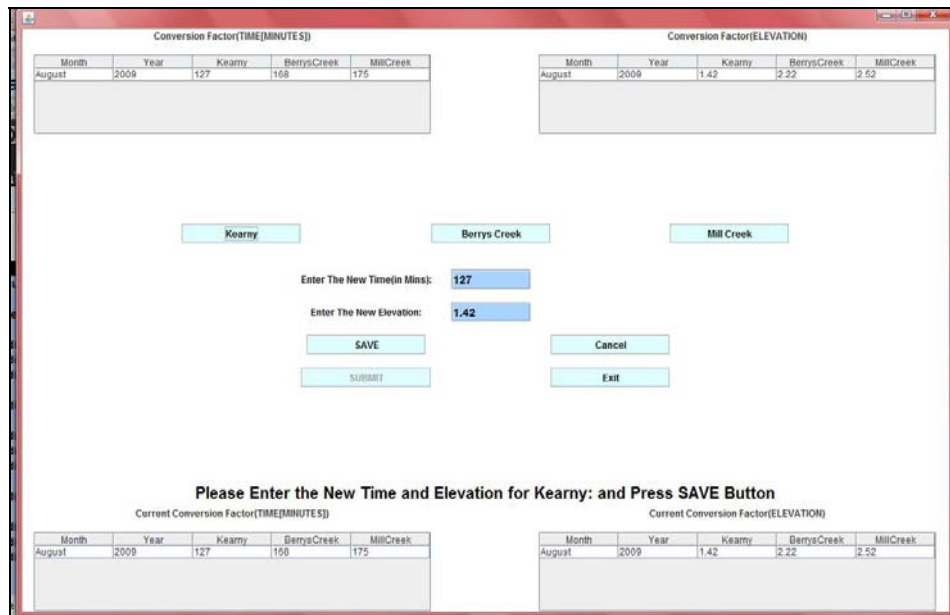 Conversion Factor(TIME[MINUTES]) Conversion Factor(ELEVATION)
Month Year Kearny BerrysCreek MillCreek Month Year Kearny BerrysCreek MillCreek
August 2009 127 168 175 August 2009 1.42 2.22 2.52
Kearny Berrys Creek Mill Creek
Enter The New Time(in Mins): 127
Enter The New Elevation: 1.42
SAVE Cancel
SUBMIT Exit
Please Enter the New Time and Elevation for Kearny: and Press SAVE Button
Current Conversion Factor(TIME[MINUTES]) Current Conversion Factor(ELEVATION)
Month Year Kearny BerrysCreek MillCreek Month Year Kearny BerrysCreek MillCreek
August 2009 127 168 175 August 2009 1.42 2.22 2.52